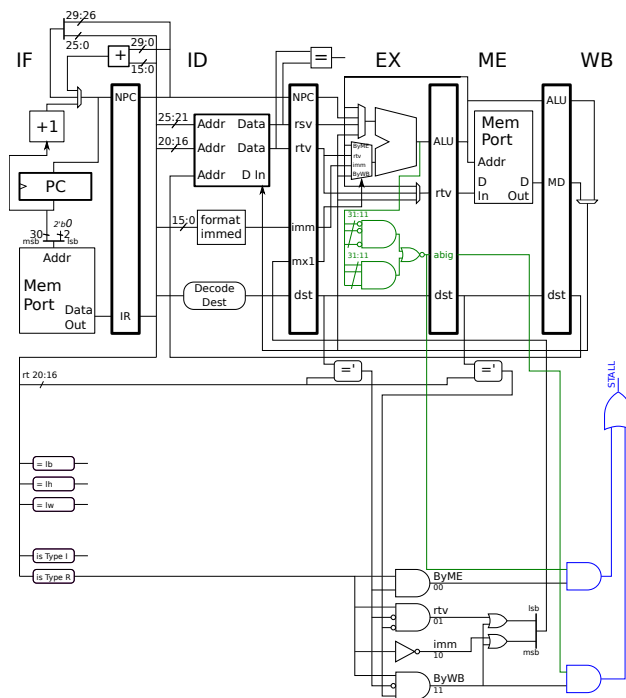 29:26
25:0
29:0
15:0
IF
ID
EX
ME
WB
+
=
NPC
NPC
ALU
+1
25:21
20:16
Addr
Data
Addr
Data
D In
rsv
rtv
ByME
rtv
imm
ByWB
ALU
Mem
Port
Addr
D
In
D
Out
rtv
MD
PC
2'b0
30
2
msb
lsb
Addr
Mem
Port
Data
Out
IR
15:0
format
immed
imm
mx1
31:11
31:11
abig
Decode
Dest
dst
dst
dst
rt 20:16
='
='
STALL
= lb
= lh
= lw
is Type I
is Type R
ByME
00
rtv
01
imm
10
ByWB
11
lsb
msb